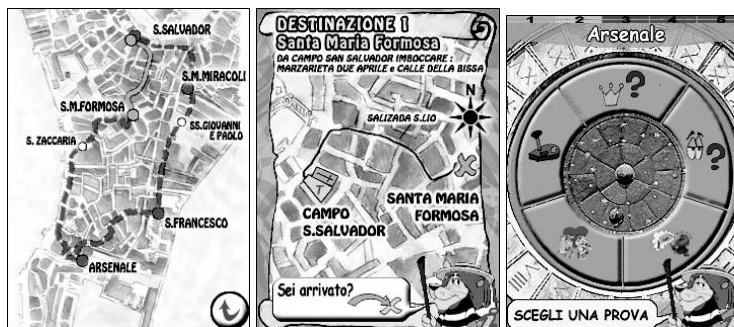 S.SALVADOR
S.M.MIRACOLI
S.M.FORMOSA
SS.GIOVANNI
E PAOLO
S. ZACCARIA
S.FRANCESCO
ARSENALE
DESTINAZIONE 1
Santa Maria Formosa
DA CAMPO SAN SALVADOR IMBOCCARE :
MARZARIETA DUE APRILE e CALLE DELLA BISSA
N
SALIZADA S.LIO
SANTA MARIA
FORMOSA
CAMPO
S.SALVADOR
Sei arrivato?
1 2 3 4 5
Arsenale
?
?
SCEGLI UNA PROVA